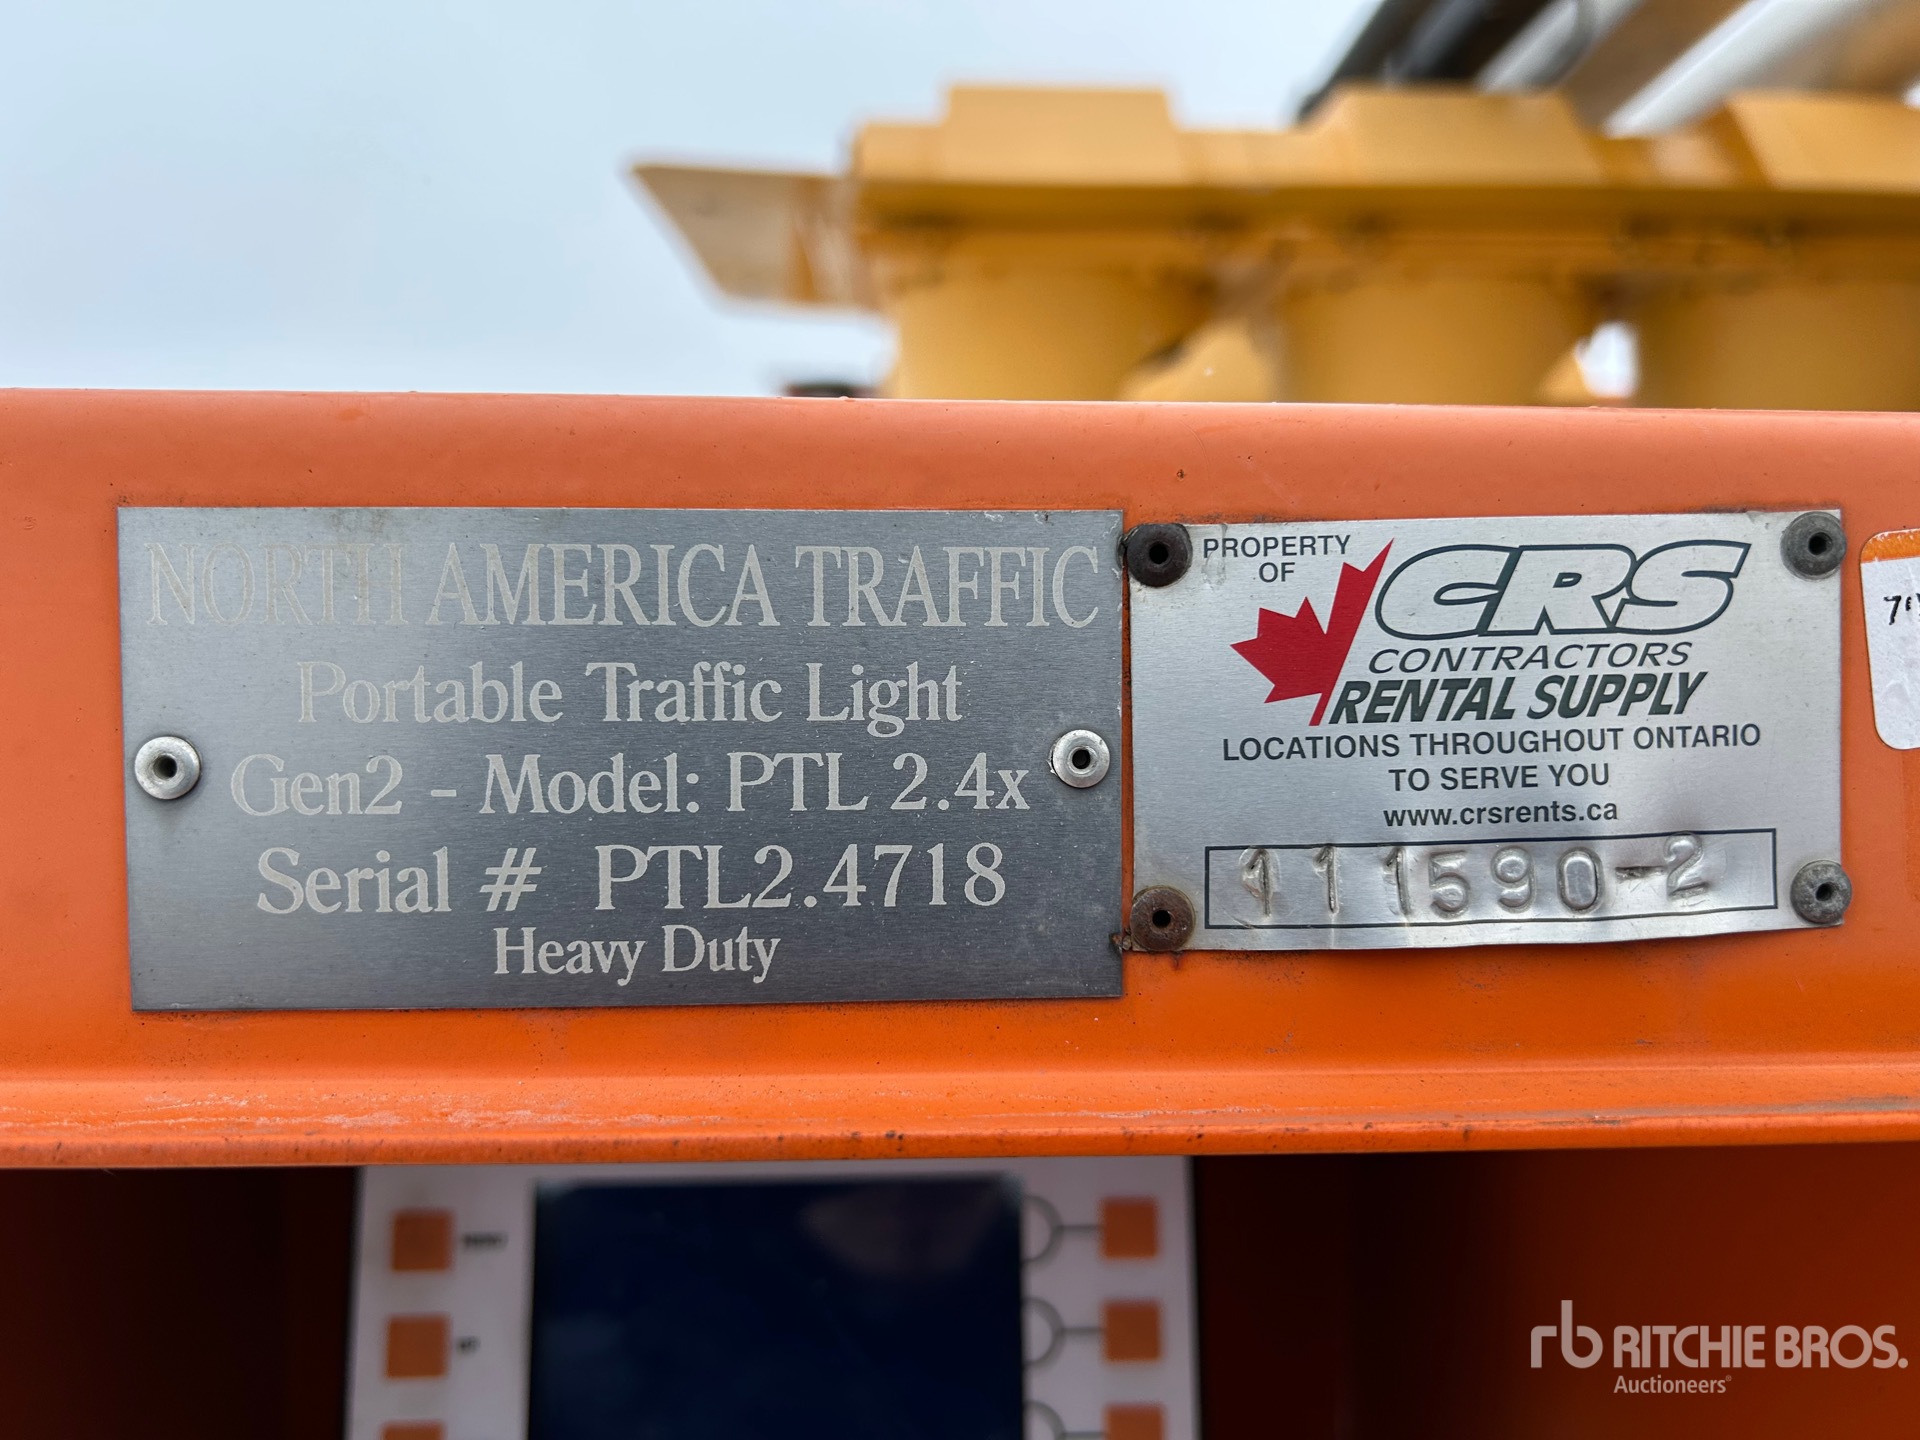 NORTH AMERICA TRAFFIC
Portable Traffic Light
Gen2 - Model: PTL 2.4x
Serial # PTL2.4718
Heavy Duty
PROPERTY
OF
CRS
CONTRACTORS
RENTAL SUPPLY
LOCATIONS THROUGHOUT ONTARIO
TO SERVE YOU
www.crsrents.ca
111590-2
rb RITCHIE BROS.
Auctioneers